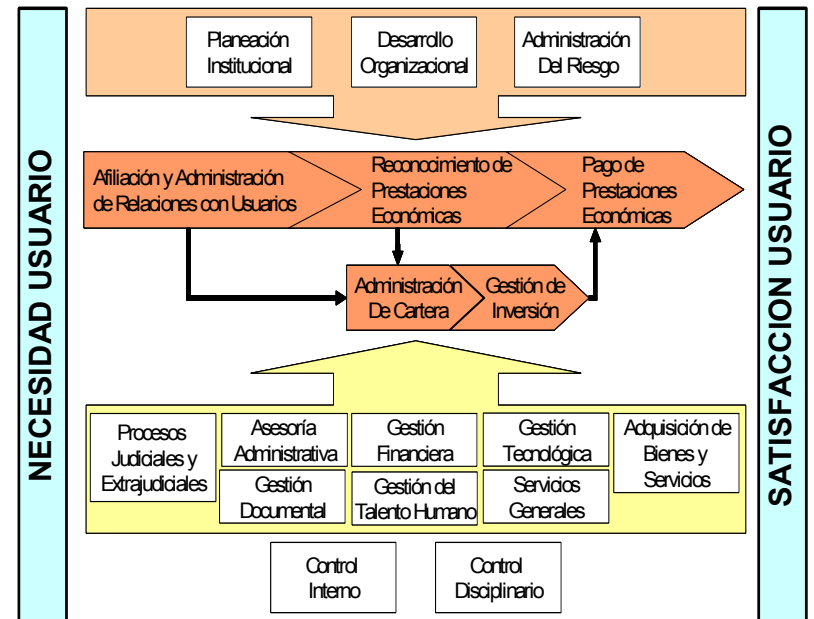 NECESIDAD USUARIO
Planeación
Institucional
Desarrollo
Organizacional
Administración
Del Riesgo
Afiliación y Administración
de Relaciones con Usuarios
Reconocimiento de
Prestaciones
Económicas
Pago de
Prestaciones
Económicas
Administración
De Cartera
Gestión de
Inversión
Procesos
Judiciales y
Extrajudiciales
Asesoría
Administrativa
Gestión
Financiera
Gestión
Tecnológica
Adquisición de
Bienes y
Servicios
Gestión
Documental
Gestión del
Talento Humano
Servicios
Generales
Control
Interno
Control
Disciplinario
SATISFACCION USUARIO